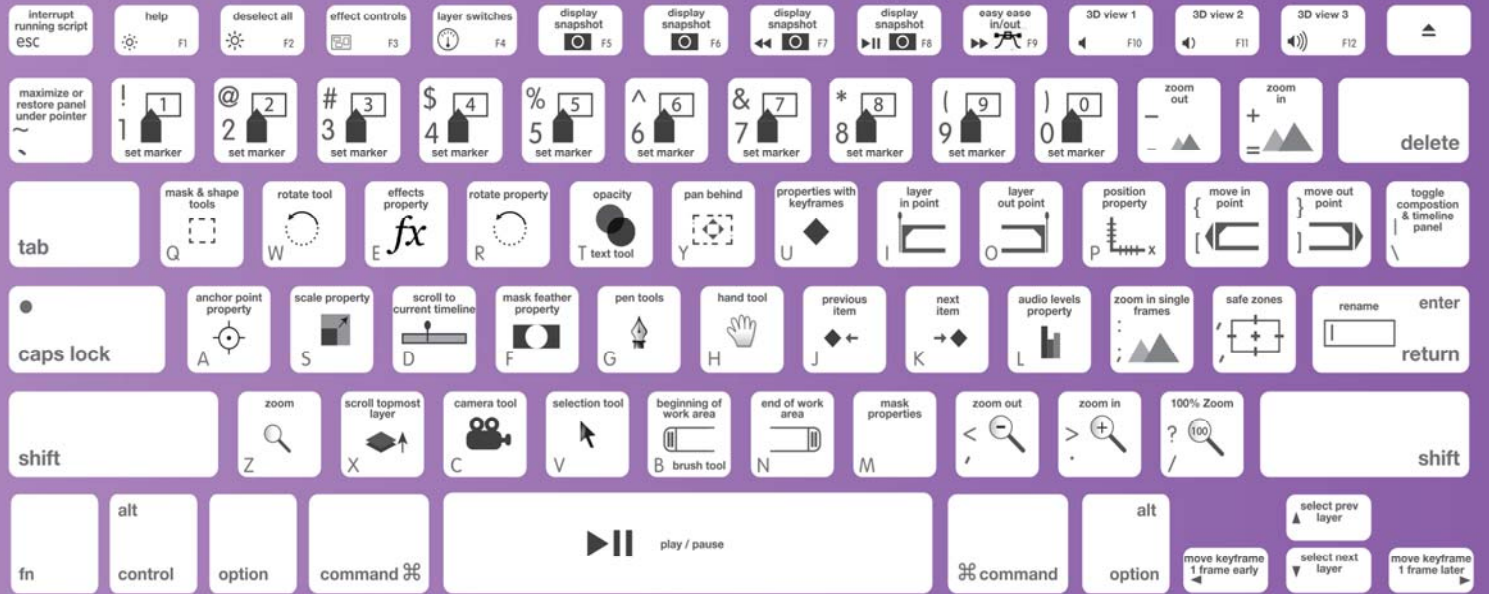 interrupt
running script
esc
help
F1
deselect all
F2
effect controls
F3
layer switches
F4
display
snapshot
F5
display
snapshot
F6
display
snapshot
F7
display
snapshot
F8
easy ease
in/out
F9
3D view 1
F10
3D view 2
F11
3D view 3
F12
maximize or
restore panel
under pointer
~
`
! 1
1
set marker
@ 2
2
set marker
# 3
3
set marker
$ 4
4
set marker
% 5
5
set marker
^ 6
6
set marker
& 7
7
set marker
* 8
8
set marker
( 9
9
set marker
) 0
0
set marker
zoom
out
–
_
zoom
in
+
=
delete
tab
mask & shape
tools
Q
rotate tool
W
effects
property
E fx
rotate property
R
opacity
T text tool
pan behind
Y
properties with
keyframes
U
layer
in point
I
layer
out point
O
position
property
P x
move in
point
{
[
move out
point
}
]
toggle
compostion
& timeline
panel
|
\
caps lock
anchor point
property
A
scale property
S
scroll to
current timeline
D
mask feather
property
F
pen tools
G
hand tool
H
previous
item
J
next
item
K
audio levels
property
L
zoom in single
frames
:
;
safe zones
'
'
rename
enter
return
shift
zoom
Z
scroll topmost
layer
X
camera tool
C
selection tool
V
beginning of
work area
B brush tool
end of work
area
N
mask
properties
M
zoom out
<
,
zoom in
>
.
100% Zoom
? 100
/
shift
fn
alt
control
option
command ⌘
play / pause
⌘ command
alt
option
select prev
layer
move keyframe
1 frame early
select next
layer
move keyframe
1 frame later